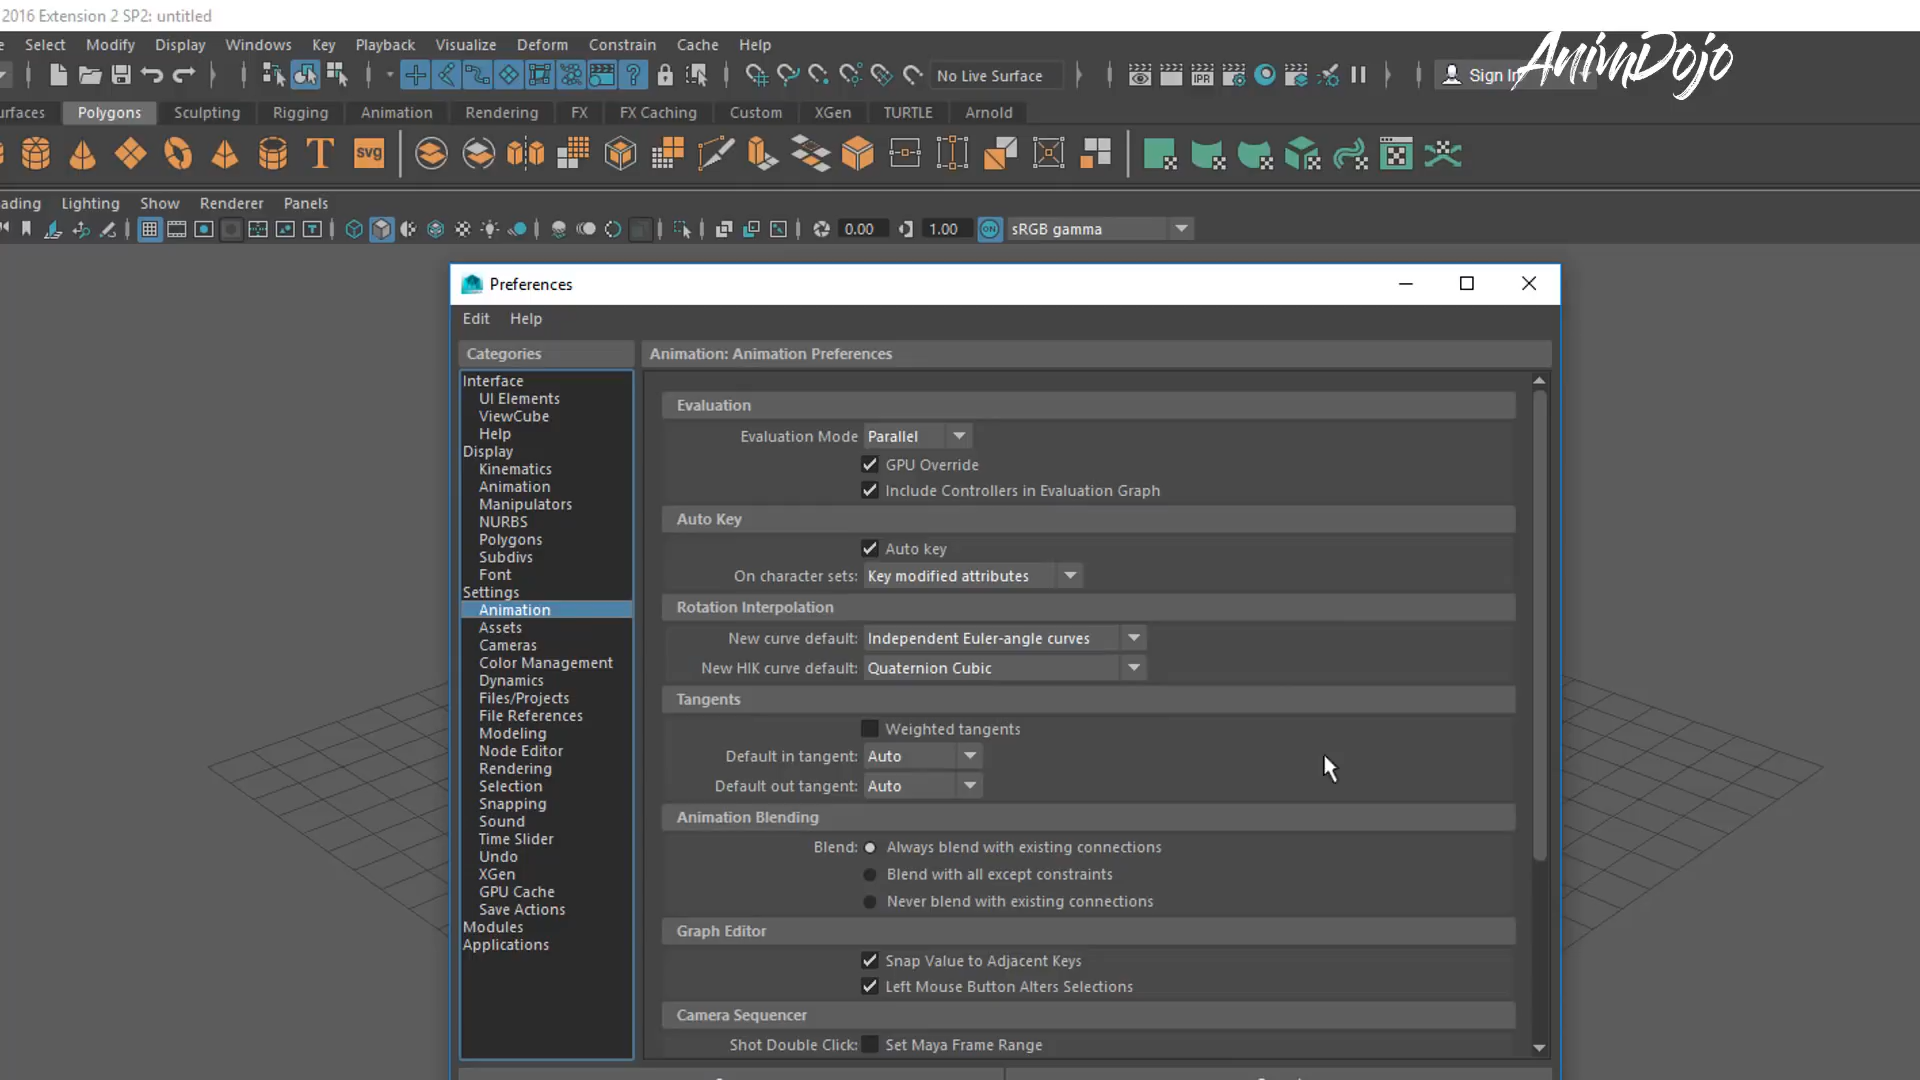 2016 Extension 2 SP2: untitled
Select Modify Display Windows Key Playback Visualize Deform Constrain Cache Help
No Live Surface
Sign In
AnimDojo
Polygons Sculpting Rigging Animation Rendering FX FX Caching Custom XGen TURTLE Arnold
T svg
Lighting Show Renderer Panels
IPR
0.00 1.00 ON sRGB gamma
Preferences
Edit Help
Categories
Interface
UI Elements
ViewCube
Help
Display
Kinematics
Animation
Manipulators
NURBS
Polygons
Subdivs
Font
Settings
Animation
Assets
Cameras
Color Management
Dynamics
Files/Projects
File References
Modeling
Node Editor
Rendering
Selection
Snapping
Sound
Time Slider
Undo
XGen
GPU Cache
Save Actions
Modules
Applications
Animation: Animation Preferences
Evaluation
Evaluation Mode Parallel
GPU Override
Include Controllers in Evaluation Graph
Auto Key
Auto key
On character sets: Key modified attributes
Rotation Interpolation
New curve default: Independent Euler-angle curves
New HIK curve default: Quaternion Cubic
Tangents
Weighted tangents
Default in tangent: Auto
Default out tangent: Auto
Animation Blending
Blend: Always blend with existing connections
Blend with all except constraints
Never blend with existing connections
Graph Editor
Snap Value to Adjacent Keys
Left Mouse Button Alters Selections
Camera Sequencer
Shot Double Click: Set Maya Frame Range